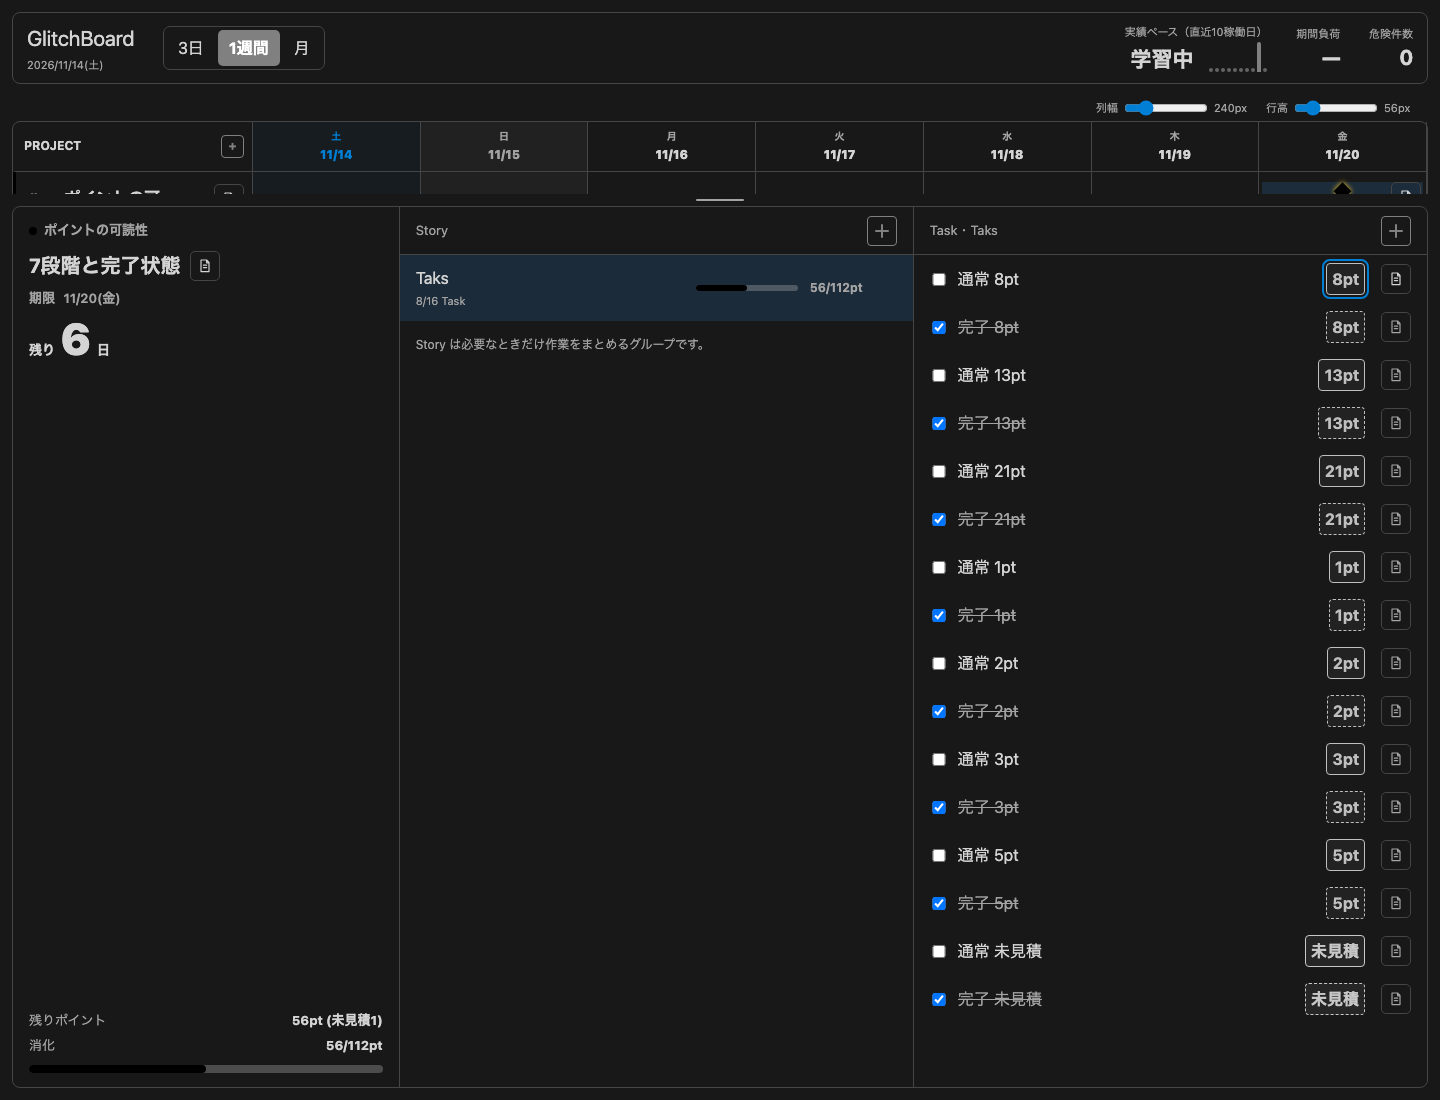 GlitchBoard
2026/11/14(土)
3日 1週間 月
実績ペース（直近10稼働日）
学習中
期間負荷
—
危険件数
0
列幅 240px 行高 56px
PROJECT +
土
11/14
日
11/15
月
11/16
火
11/17
水
11/18
木
11/19
金
11/20
ポイントの可
ポイントの可読性
7段階と完了状態
期限 11/20(金)
残り 6 日
残りポイント 56pt (未見積1)
消化 56/112pt
Story
Taks
8/16 Task
56/112pt
Story は必要なときだけ作業をまとめるグループです。
Task · Taks
通常 8pt 8pt
完了 8pt 8pt
通常 13pt 13pt
完了 13pt 13pt
通常 21pt 21pt
完了 21pt 21pt
通常 1pt 1pt
完了 1pt 1pt
通常 2pt 2pt
完了 2pt 2pt
通常 3pt 3pt
完了 3pt 3pt
通常 5pt 5pt
完了 5pt 5pt
通常 未見積 未見積
完了 未見積 未見積